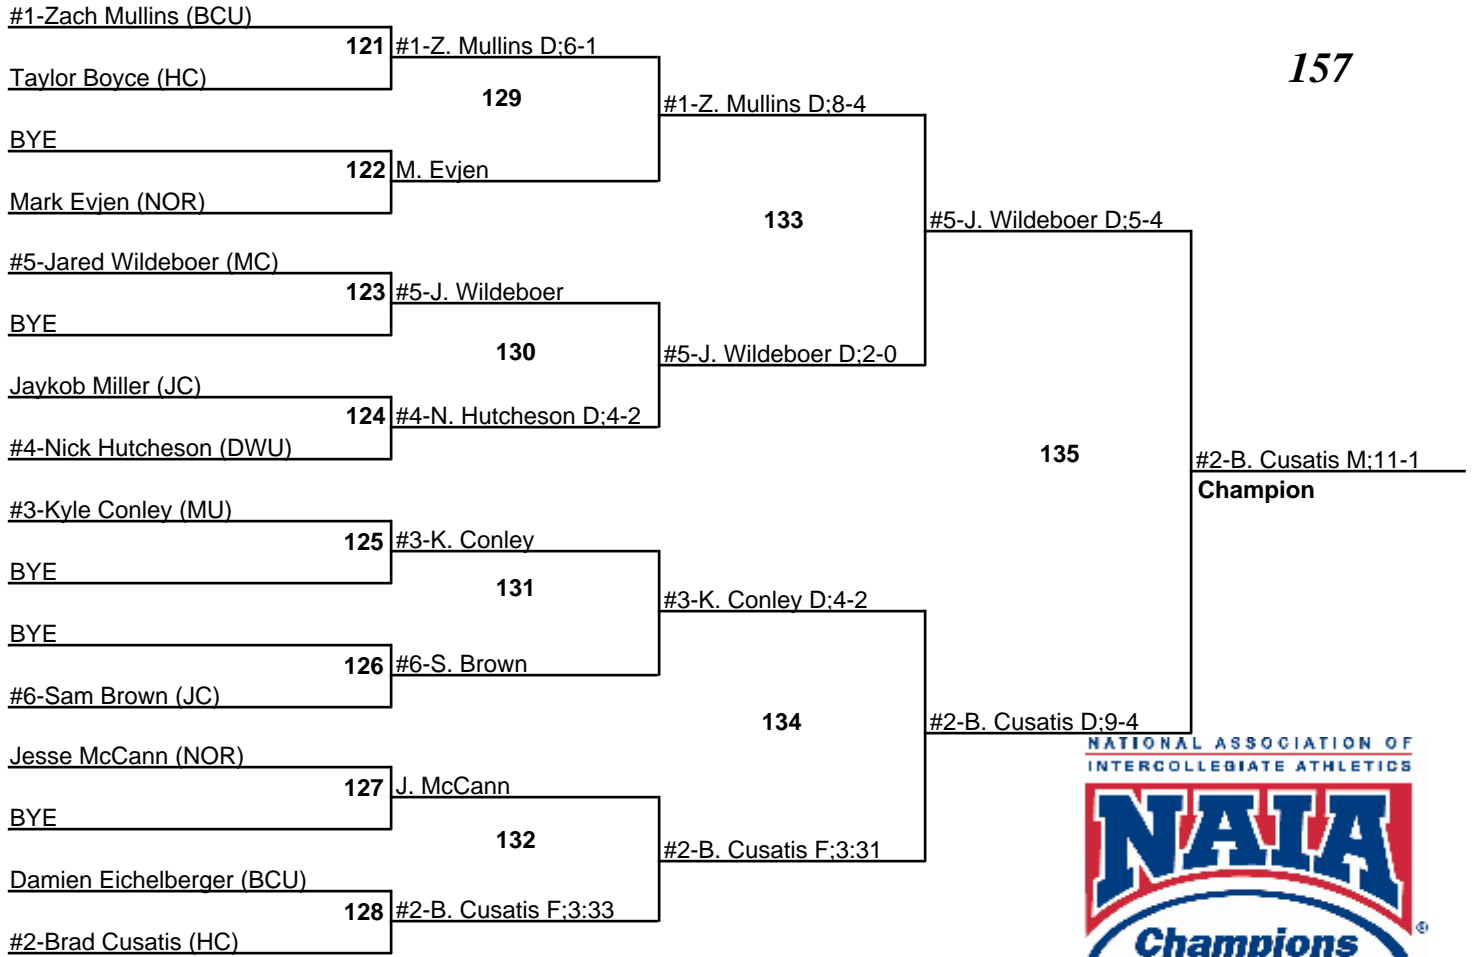 #1-Zach Mullins (BCU)
121 #1-Z. Mullins D;6-1
157
Taylor Boyce (HC)
129
#1-Z. Mullins D;8-4
BYE
122 M. Evjen
Mark Evjen (NOR)
133
#5-J. Wildeboer D;5-4
#5-Jared Wildeboer (MC)
123 #5-J. Wildeboer
BYE
130
#5-J. Wildeboer D;2-0
Jaykob Miller (JC)
124 #4-N. Hutcheson D;4-2
#4-Nick Hutcheson (DWU)
135
#2-B. Cusatis M;11-1
Champion
#3-Kyle Conley (MU)
125 #3-K. Conley
BYE
131
#3-K. Conley D;4-2
BYE
126 #6-S. Brown
#6-Sam Brown (JC)
134
#2-B. Cusatis D;9-4
Jesse McCann (NOR)
127 J. McCann
BYE
132
#2-B. Cusatis F;3:31
Damien Eichelberger (BCU)
128 #2-B. Cusatis F;3:33
#2-Brad Cusatis (HC)
NATIONAL ASSOCIATION OF
INTERCOLLEGIATE ATHLETICS
NAIA
®
Champions